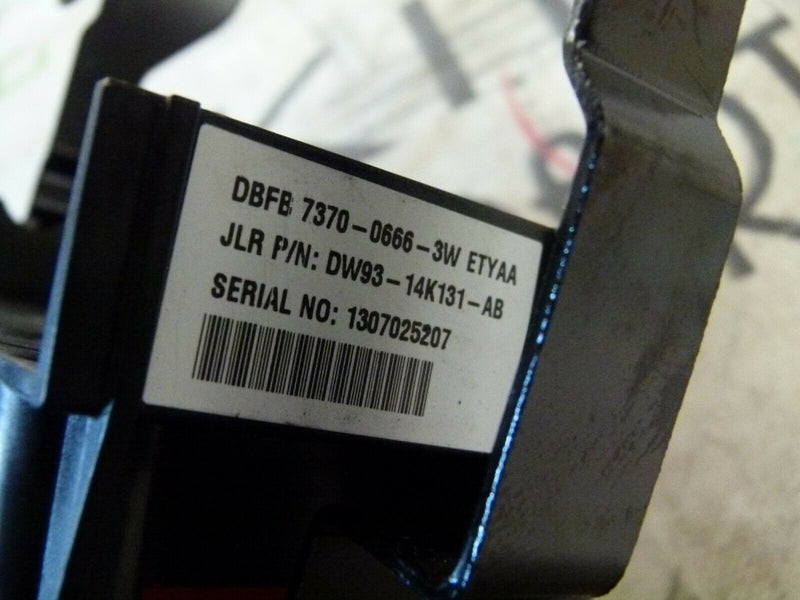 DBFB 7370-0666-3W ETYAA
JLR P/N: DW93-14K131-AB
SERIAL NO: 1307025207